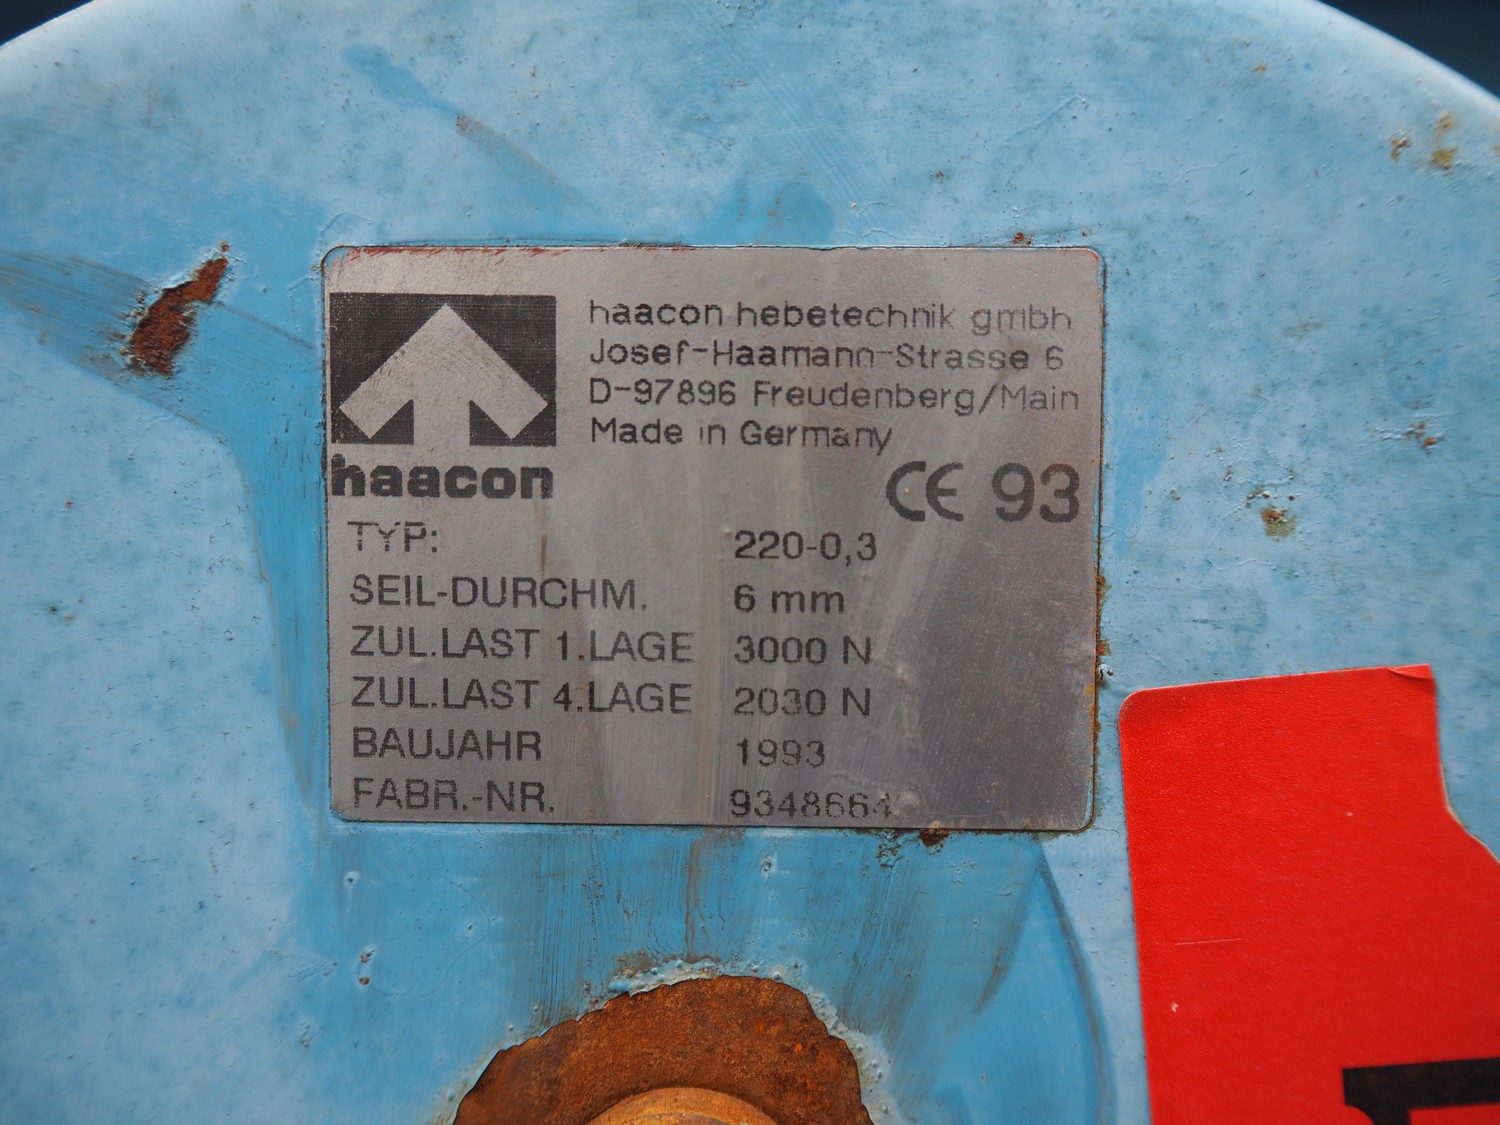 haacon hebetechnik gmbh
Josef-Haamann-Strasse 6
D-97896 Freudenberg/Main
Made in Germany
haacon
CE 93
TYP: 220-0,3
SEIL-DURCHM. 6 mm
ZUL.LAST 1.LAGE 3000 N
ZUL.LAST 4.LAGE 2030 N
BAUJAHR 1993
FABR.-NR. 9348664